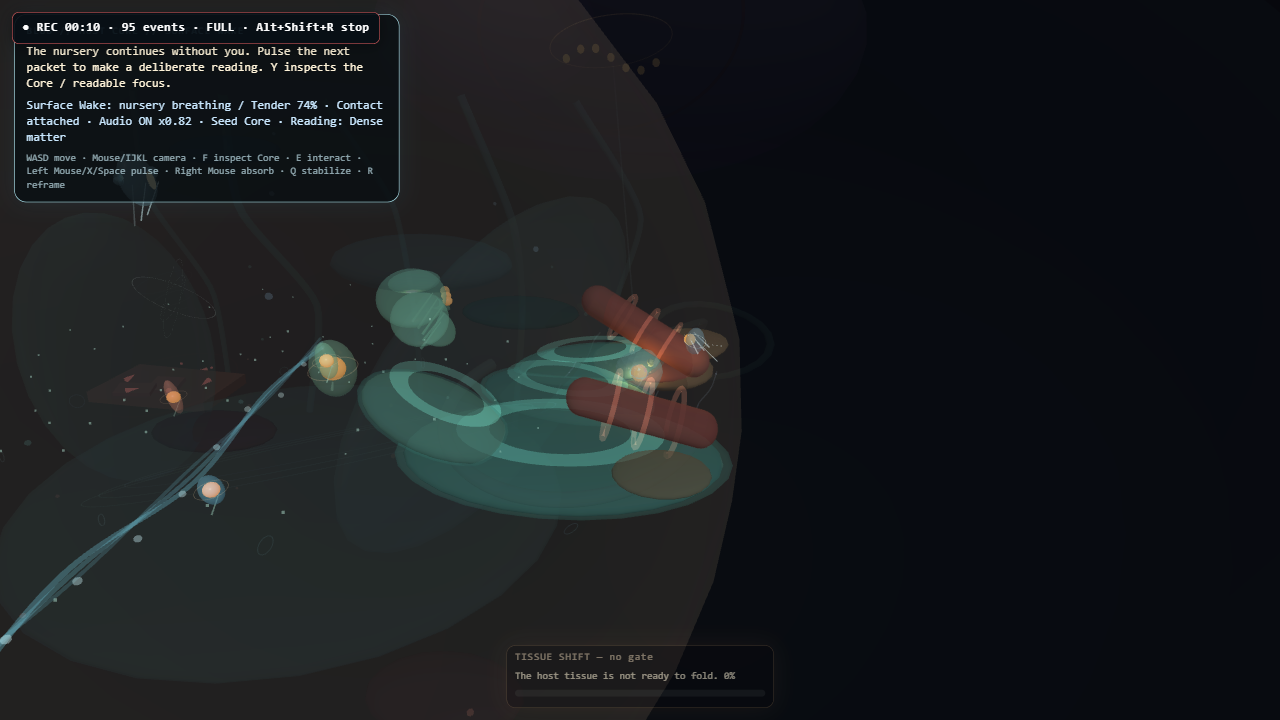 ● REC 00:10 · 95 events · FULL · Alt+Shift+R stop
The nursery continues without you. Pulse the next
packet to make a deliberate reading. Y inspects the
Core / readable focus.
Surface Wake: nursery breathing / Tender 74% · Contact
attached · Audio ON x0.82 · Seed Core · Reading: Dense
matter
WASD move · Mouse/IJKL camera · F inspect Core · E interact ·
Left Mouse/X/Space pulse · Right Mouse absorb · Q stabilize · R
reframe
TISSUE SHIFT — no gate
The host tissue is not ready to fold. 0%